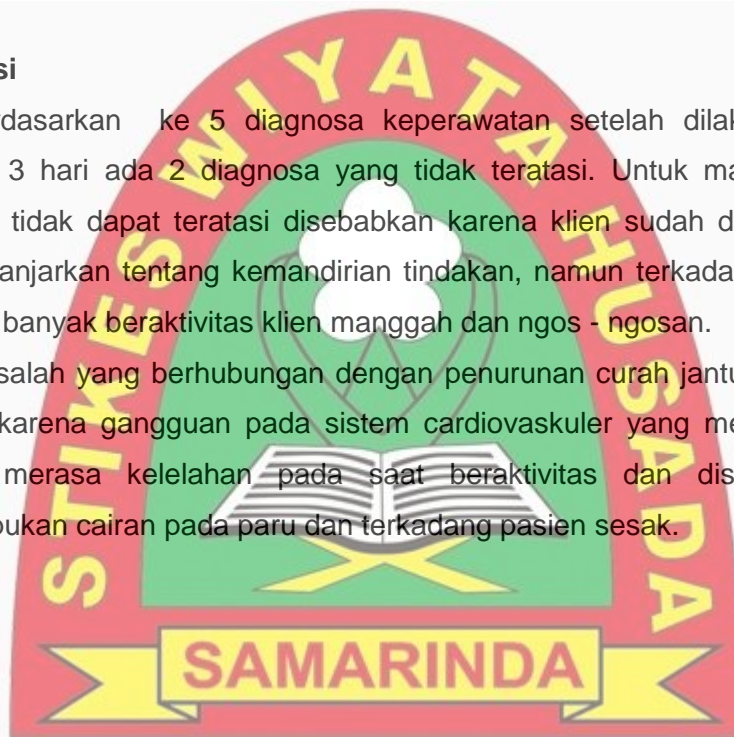 si
dasarkan ke 5 diagnosa keperawatan setelah dilak
3 hari ada 2 diagnosa yang tidak teratasi. Untuk ma
tidak dapat teratasi disebabkan karena klien sudah d
anjarkan tentang kemandirian tindakan, namun terkada
banyak beraktivitas klien manggah dan ngos - ngosan.
salah yang berhubungan dengan penurunan curah jantu
karena gangguan pada sistem cardiovaskuler yang me
merasa kelelahan pada saat beraktivitas dan dis
bukan cairan pada paru dan terkadang pasien sesak.
STIKES WIYATA HUSADA
SAMARINDA